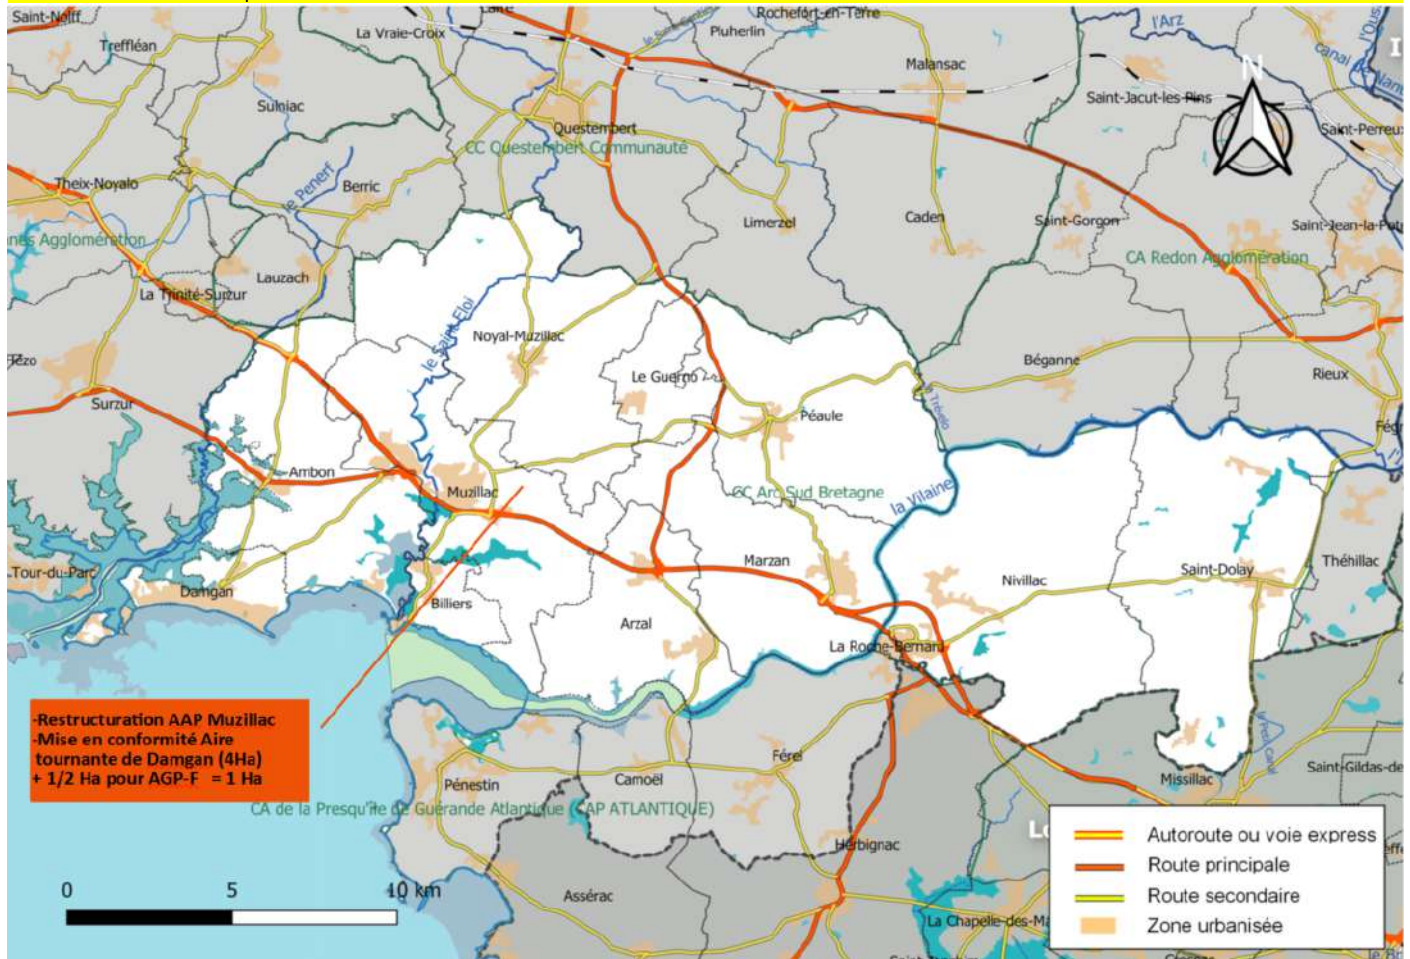 Saint-Nolff
Treffléan
La Vraie-Croix
Pluherlin
Rochefort-en-Terre
l'Arz
Malansac
Saint-Jacut-les-Pins
Sulniac
Questembert
CC Questembert Communauté
Saint-Perreux
Theix-Noyalo
le Penerf
Berric
Limerzel
Caden
Saint-Gorgon
N
Agglomération
Lauzach
La Trinité-Surzur
CA Redon Agglomération
le Saint-Eloi
Noyal-Muzillac
Le Guerno
Péaule
Béganne
Rieux
Surzur
Ambon
Muzillac
CC Arc Sud Bretagne
la Vilaine
Marzan
Nivillac
Saint-Dolay
Théhillac
Tour-du-Parc
Damgan
Billiers
Arzal
La Roche-Bernard
-Restructuration AAP Muzillac
-Mise en conformité Aire
tournante de Damgan (4Ha)
+ 1/2 Ha pour AGP-F = 1 Ha
Pénestin
Camoël
Férel
Missillac
CA de la Presqu'île de Guérande Atlantique (CAP ATLANTIQUE)
Herbignac
Assérac
0 5 10 km
Autoroute ou voie express
Route principale
Route secondaire
Zone urbanisée